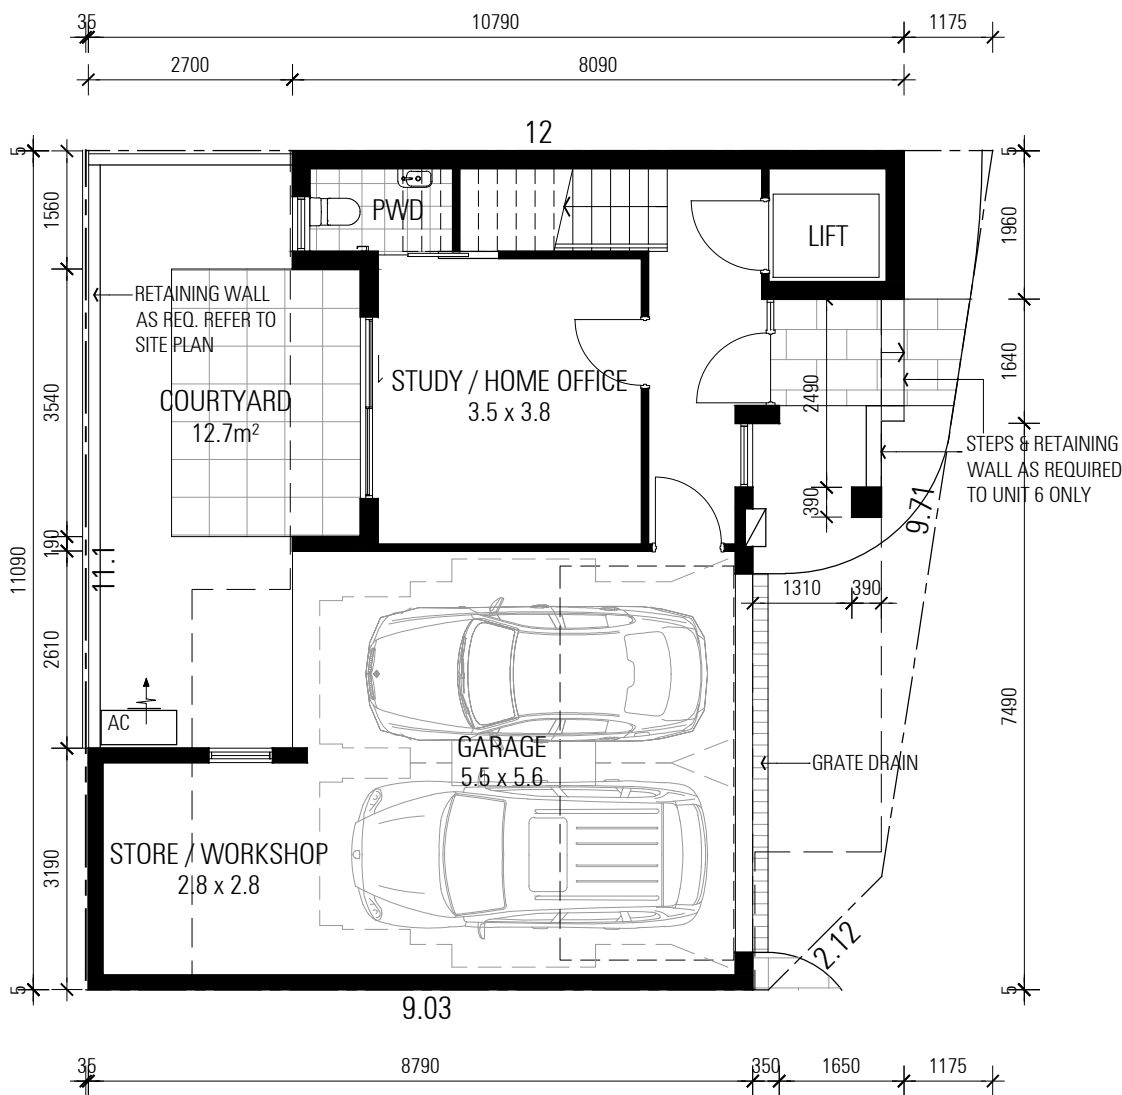 35
10790
1175
2700
8090
12
5
5
1560
PWD
LIFT
1960
RETAINING WALL
AS REQ. REFER TO
SITE PLAN
STUDY / HOME OFFICE
3.5 x 3.8
COURTYARD
12.7m²
3540
2490
1640
STEPS & RETAINING
WALL AS REQUIRED
TO UNIT 6 ONLY
390
9.71
190
11090
11.1
1310
390
2610
7490
AC
GARAGE
5.5 x 5.6
GRATE DRAIN
STORE / WORKSHOP
2.8 x 2.8
3190
2.12
5
5
9.03
35
8790
350
1650
1175